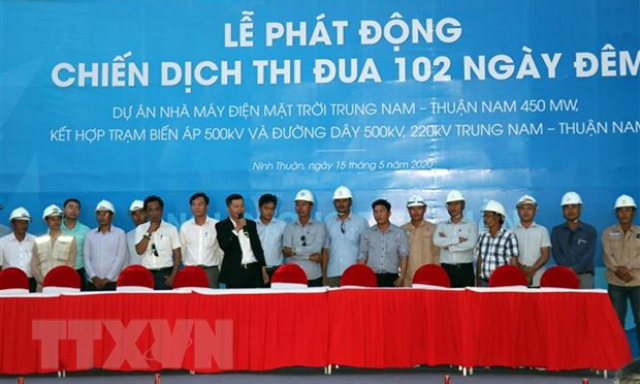 LỄ PHÁT ĐỘNG
CHIẾN DỊCH THI ĐUA 102 NGÀY ĐÊM
DỰ ÁN NHÀ MÁY ĐIỆN MẶT TRỜI TRUNG NAM – THUẬN NAM 450 MW,
KẾT HỢP TRẠM BIẾN ÁP 500kV VÀ ĐƯỜNG DÂY 500kV, 220kV TRUNG NAM – THUẬN NAM
Ninh Thuận, ngày 15 tháng 5 năm 2020
TTXVN